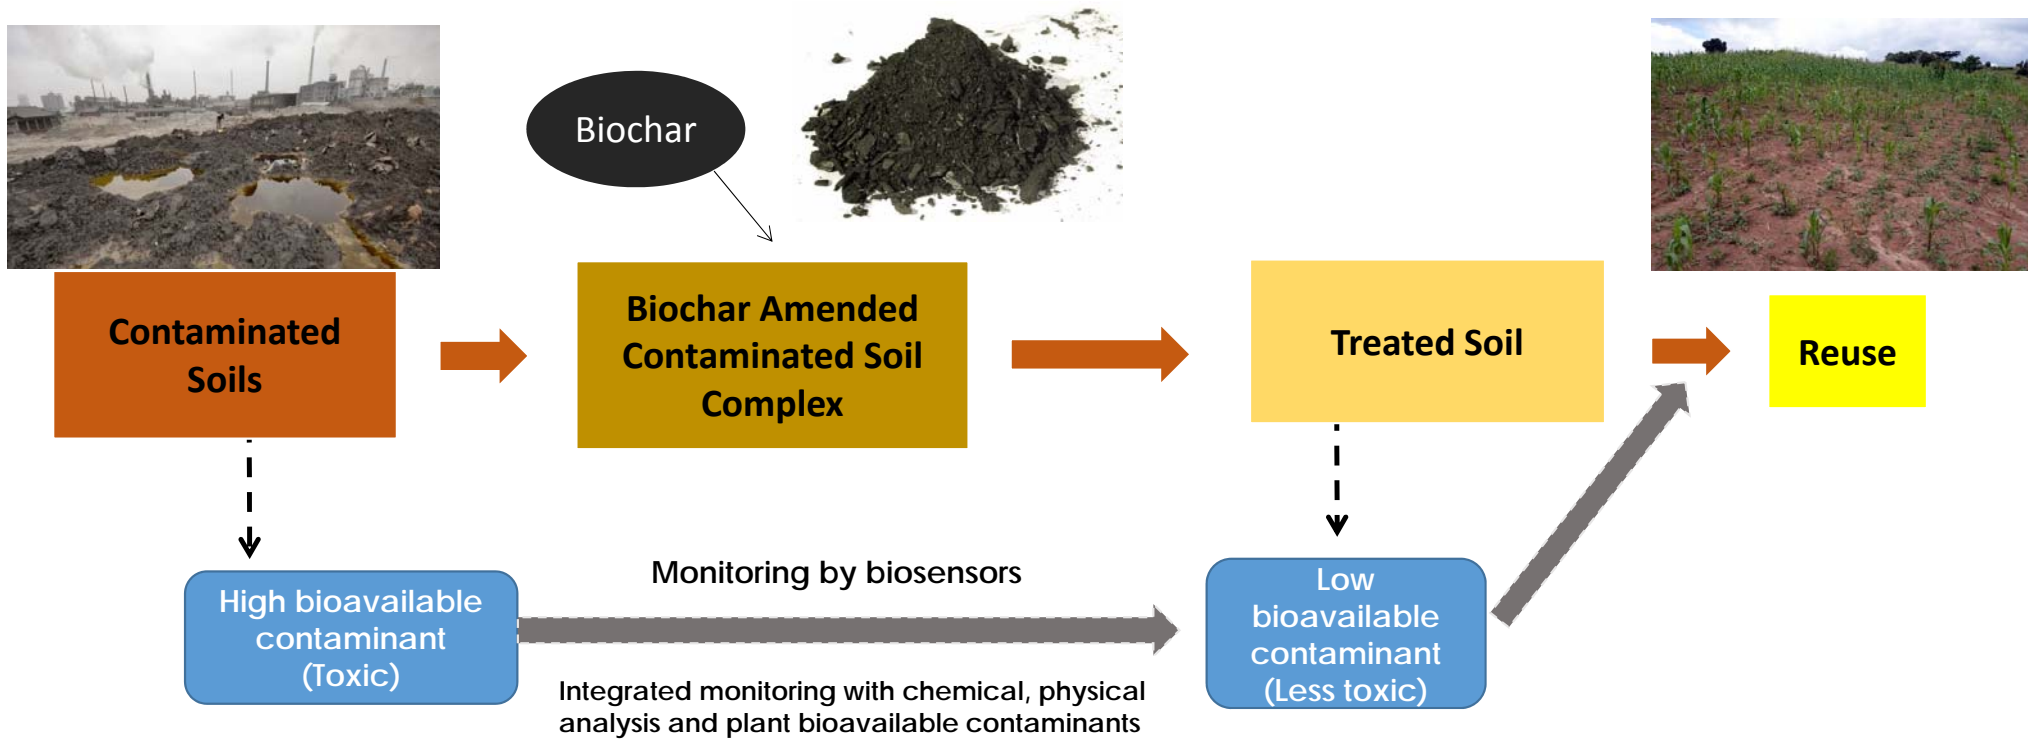 Biochar
Contaminated
Soils
Biochar Amended
Contaminated Soil
Complex
Treated Soil
Reuse
High bioavailable
contaminant
(Toxic)
Monitoring by biosensors
Integrated monitoring with chemical, physical
analysis and plant bioavailable contaminants
Low
bioavailable
contaminant
(Less toxic)